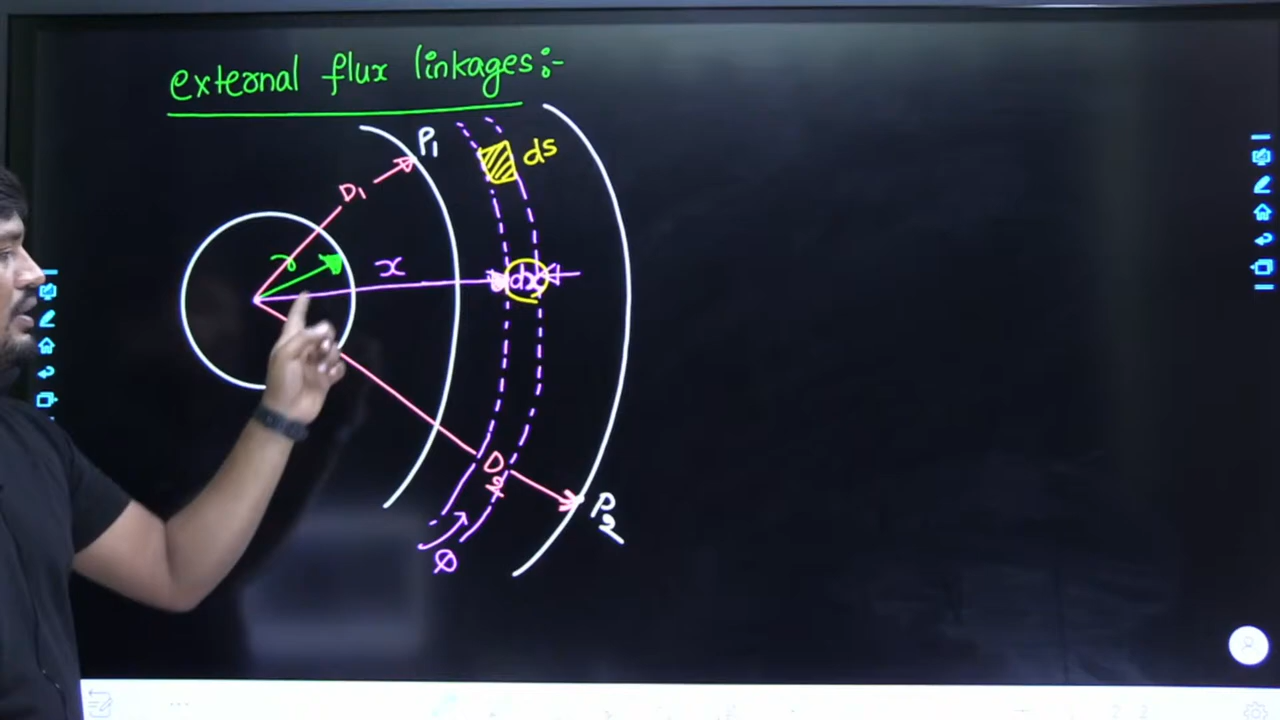 external flux linkages:-
P1
ds
D1
r
x
dx
D2
P2
Ø